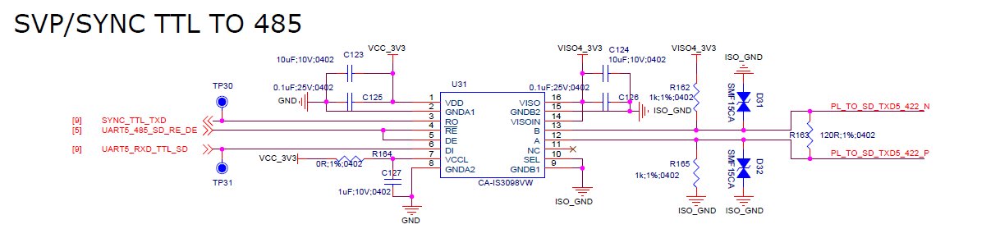 SVP/SYNC TTL TO 485
VCC_3V3
C123
10uF;10V;0402
0.1uF;25V;0402
C125
GND
TP30
VISO4_3V3
C124
10uF;10V;0402
0.1uF;25V;0402
C126
ISO_GND
VISO4_3V3
R162
1k;1%;0402
ISO_GND
SMF15CA
D31
U31
1 VDD VISO 16
2 GNDA1 GNDB2 15
3 RO VISOIN 14
4 RE B 13
5 DE A 12
6 DI NC 11
7 VCCL SEL 10
8 GNDA2 GNDB1 9
CA-IS3098VW
[9] SYNC_TTL_TXD
[5] UART5_485_SD_RE_DE
[9] UART5_RXD_TTL_SD
TP31
VCC_3V3
R164
0R;1%;0402
C127
1uF;10V;0402
GND
ISO_GND
R165
1k;1%;0402
ISO_GND
SMF15CA
D32
ISO_GND
PL_TO_SD_TXD5_422_N
R163
120R;1%;0402
PL_TO_SD_TXD5_422_P